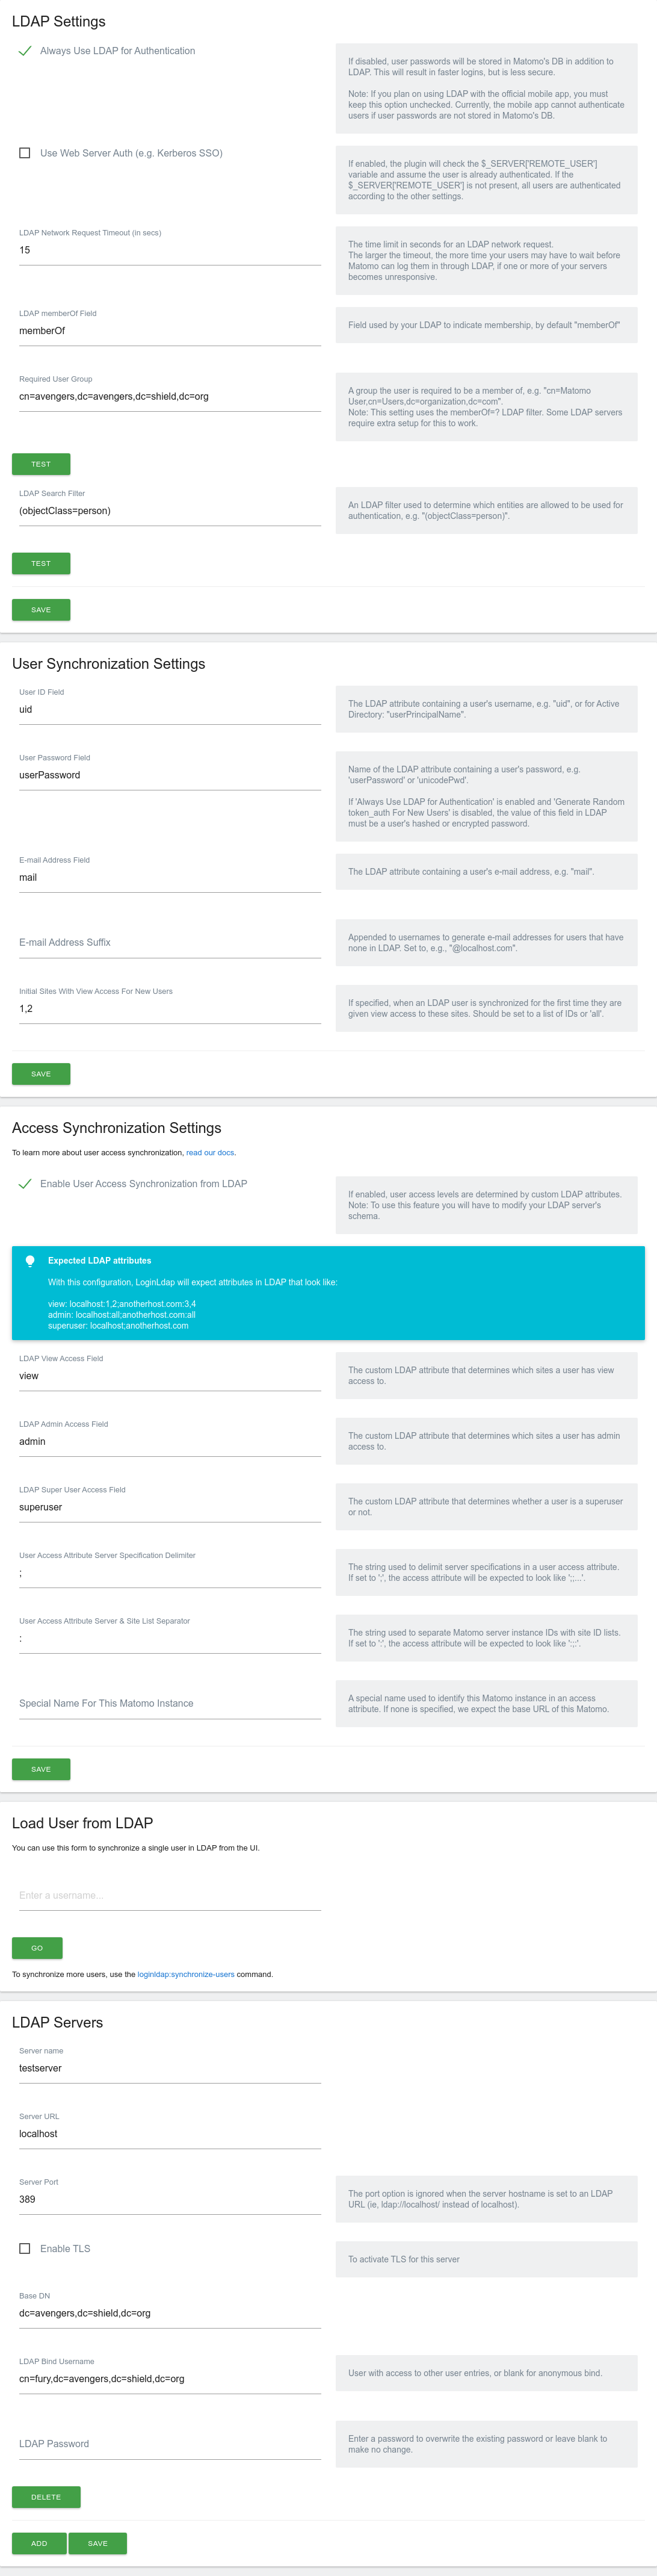 LDAP Settings
Always Use LDAP for Authentication
If disabled, user passwords will be stored in Matomo's DB in addition to
LDAP. This will result in faster logins, but is less secure.
Note: If you plan on using LDAP with the official mobile app, you must
keep this option unchecked. Currently, the mobile app cannot authenticate
users if user passwords are not stored in Matomo's DB.
Use Web Server Auth (e.g. Kerberos SSO)
If enabled, the plugin will check the $_SERVER['REMOTE_USER']
variable and assume the user is already authenticated. If the
$_SERVER['REMOTE_USER'] is not present, all users are authenticated
according to the other settings.
LDAP Network Request Timeout (in secs)
15
The time limit in seconds for an LDAP network request.
The larger the timeout, the more time your users may have to wait before
Matomo can log them in through LDAP, if one or more of your servers
becomes unresponsive.
LDAP memberOf Field
memberOf
Field used by your LDAP to indicate membership, by default "memberOf"
Required User Group
cn=avengers,dc=avengers,dc=shield,dc=org
A group the user is required to be a member of, e.g. "cn=Matomo
User,cn=Users,dc=organization,dc=com".
Note: This setting uses the memberOf=? LDAP filter. Some LDAP servers
require extra setup for this to work.
TEST
LDAP Search Filter
(objectClass=person)
An LDAP filter used to determine which entities are allowed to be used for
authentication, e.g. "(objectClass=person)".
TEST
SAVE
User Synchronization Settings
User ID Field
uid
The LDAP attribute containing a user's username, e.g. "uid", or for Active
Directory: "userPrincipalName".
User Password Field
userPassword
Name of the LDAP attribute containing a user's password, e.g.
'userPassword' or 'unicodePwd'.
If 'Always Use LDAP for Authentication' is enabled and 'Generate Random
token_auth For New Users' is disabled, the value of this field in LDAP
must be a user's hashed or encrypted password.
E-mail Address Field
mail
The LDAP attribute containing a user's e-mail address, e.g. "mail".
E-mail Address Suffix
Appended to usernames to generate e-mail addresses for users that have
none in LDAP. Set to, e.g., "@localhost.com".
Initial Sites With View Access For New Users
1,2
If specified, when an LDAP user is synchronized for the first time they are
given view access to these sites. Should be set to a list of IDs or 'all'.
SAVE
Access Synchronization Settings
To learn more about user access synchronization, read our docs.
Enable User Access Synchronization from LDAP
If enabled, user access levels are determined by custom LDAP attributes.
Note: To use this feature you will have to modify your LDAP server's
schema.
Expected LDAP attributes
With this configuration, LoginLdap will expect attributes in LDAP that look like:
view: localhost:1,2;anotherhost.com:3,4
admin: localhost:all;anotherhost.com:all
superuser: localhost;anotherhost.com
LDAP View Access Field
view
The custom LDAP attribute that determines which sites a user has view
access to.
LDAP Admin Access Field
admin
The custom LDAP attribute that determines which sites a user has admin
access to.
LDAP Super User Access Field
superuser
The custom LDAP attribute that determines whether a user is a superuser
or not.
User Access Attribute Server Specification Delimiter
;
The string used to delimit server specifications in a user access attribute.
If set to ';', the access attribute will be expected to look like ';;...'.
User Access Attribute Server & Site List Separator
:
The string used to separate Matomo server instance IDs with site ID lists.
If set to ':', the access attribute will be expected to look like ':;:'.
Special Name For This Matomo Instance
A special name used to identify this Matomo instance in an access
attribute. If none is specified, we expect the base URL of this Matomo.
SAVE
Load User from LDAP
You can use this form to synchronize a single user in LDAP from the UI.
Enter a username...
GO
To synchronize more users, use the loginldap:synchronize-users command.
LDAP Servers
Server name
testserver
Server URL
localhost
Server Port
389
The port option is ignored when the server hostname is set to an LDAP
URL (ie, ldap://localhost/ instead of localhost).
Enable TLS
To activate TLS for this server
Base DN
dc=avengers,dc=shield,dc=org
LDAP Bind Username
cn=fury,dc=avengers,dc=shield,dc=org
User with access to other user entries, or blank for anonymous bind.
LDAP Password
Enter a password to overwrite the existing password or leave blank to
make no change.
DELETE
ADD SAVE